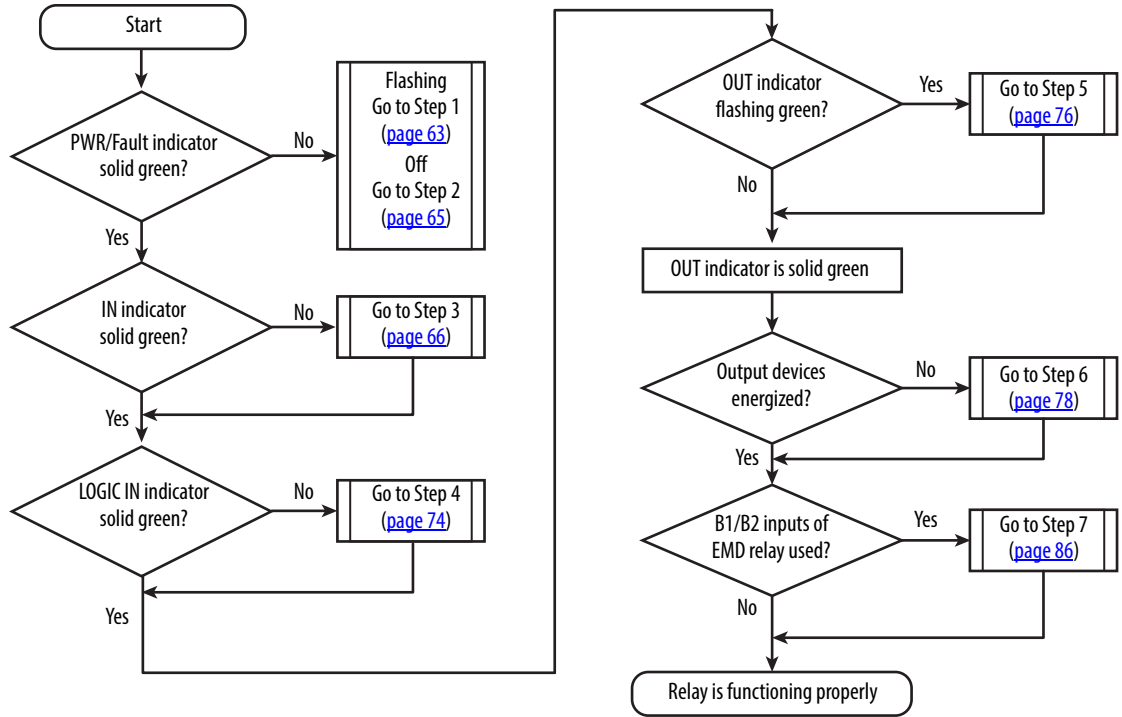 Start
PWR/Fault indicator
solid green?
No
Flashing
Go to Step 1
(page 63)
Off
Go to Step 2
(page 65)
Yes
IN indicator
solid green?
No
Go to Step 3
(page 66)
Yes
LOGIC IN indicator
solid green?
No
Go to Step 4
(page 74)
Yes
OUT indicator
flashing green?
Yes
Go to Step 5
(page 76)
No
OUT indicator is solid green
Output devices
energized?
No
Go to Step 6
(page 78)
Yes
B1/B2 inputs of
EMD relay used?
Yes
Go to Step 7
(page 86)
No
Relay is functioning properly